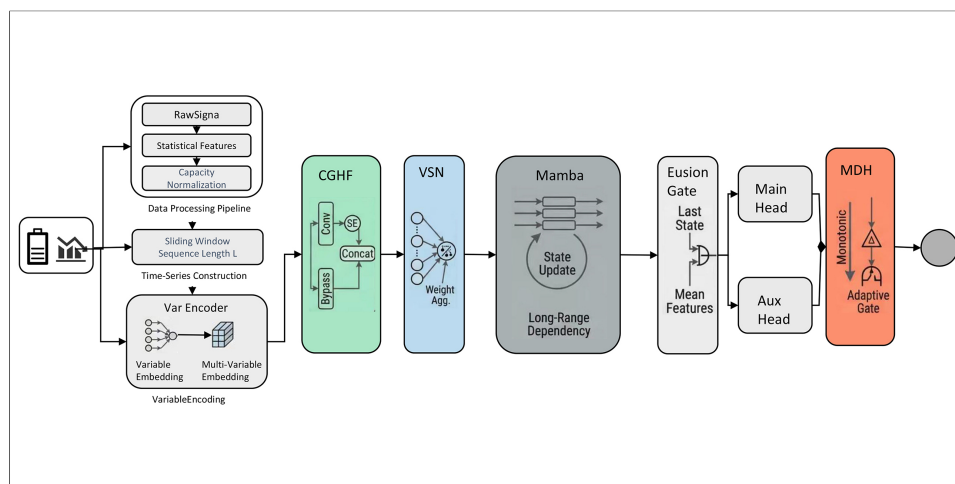 RawSigna
Statistical Features
Capacity
Normalization
Data Processing Pipeline
Sliding Window
Sequence Length L
Time-Series Construction
Var Encoder
Variable
Embedding
Multi-Variable
Embedding
VariableEncoding
CGHF
Conv
SE
Concat
Bypass
VSN
Weight
Agg.
Mamba
State
Update
Long-Range
Dependency
Eusion
Gate
Last
State
Mean
Features
Main
Head
Aux
Head
MDH
Monotonic
Δ
Adaptive
Gate